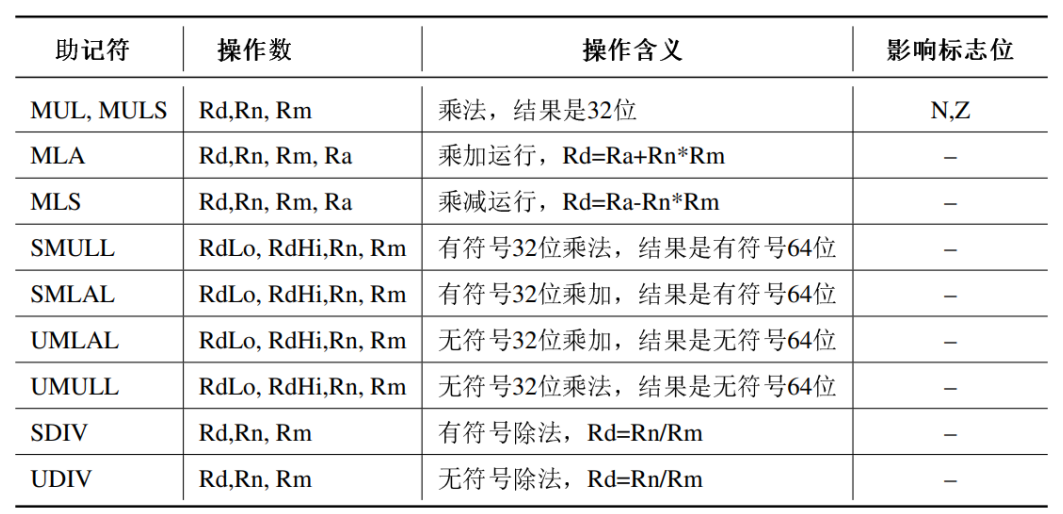 助记符 操作数 操作含义 影响标志位
MUL, MULS Rd,Rn, Rm 乘法，结果是32位 N,Z
MLA Rd,Rn, Rm, Ra 乘加运行，Rd=Ra+Rn*Rm –
MLS Rd,Rn, Rm, Ra 乘减运行，Rd=Ra-Rn*Rm –
SMULL RdLo, RdHi,Rn, Rm 有符号32位乘法，结果是有符号64位 –
SMLAL RdLo, RdHi,Rn, Rm 有符号32位乘加，结果是有符号64位 –
UMLAL RdLo, RdHi,Rn, Rm 无符号32位乘加，结果是无符号64位 –
UMULL RdLo, RdHi,Rn, Rm 无符号32位乘法，结果是无符号64位 –
SDIV Rd,Rn, Rm 有符号除法，Rd=Rn/Rm –
UDIV Rd,Rn, Rm 无符号除法，Rd=Rn/Rm –